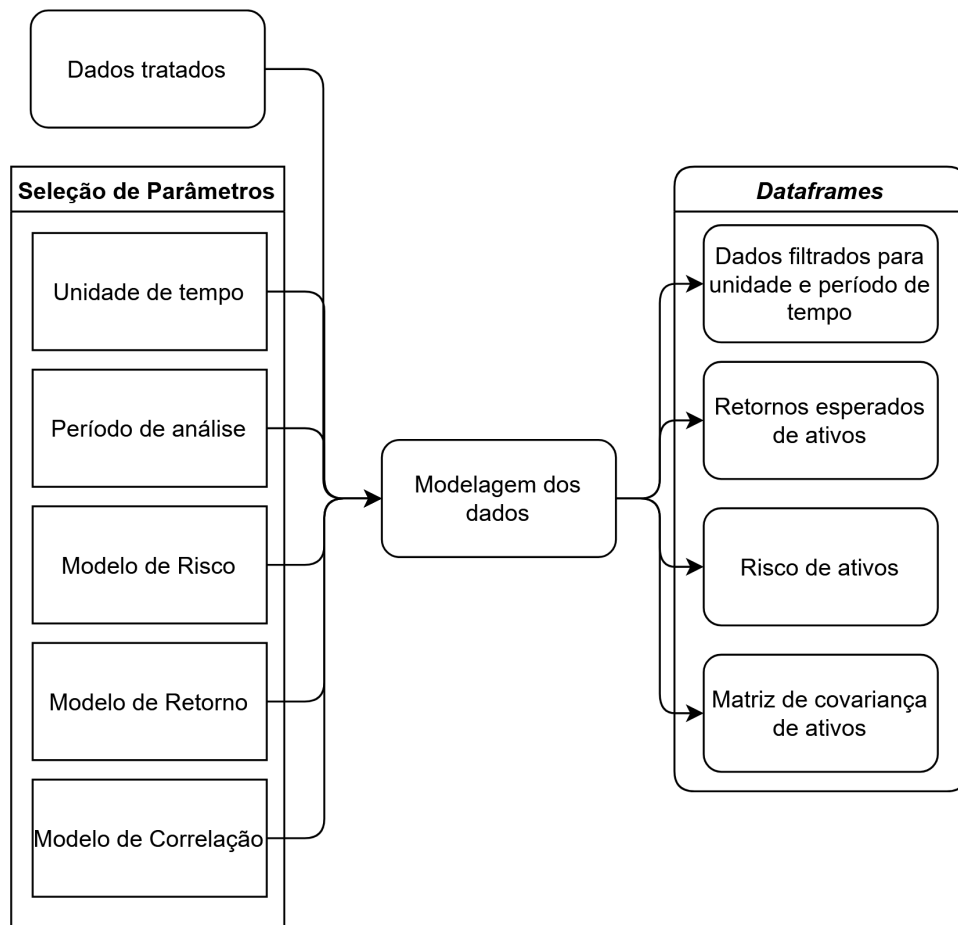 Dados tratados
Seleção de Parâmetros
Unidade de tempo
Período de análise
Modelo de Risco
Modelo de Retorno
Modelo de Correlação
Modelagem dos
dados
Dataframes
Dados filtrados para
unidade e período de
tempo
Retornos esperados
de ativos
Risco de ativos
Matriz de covariança
de ativos